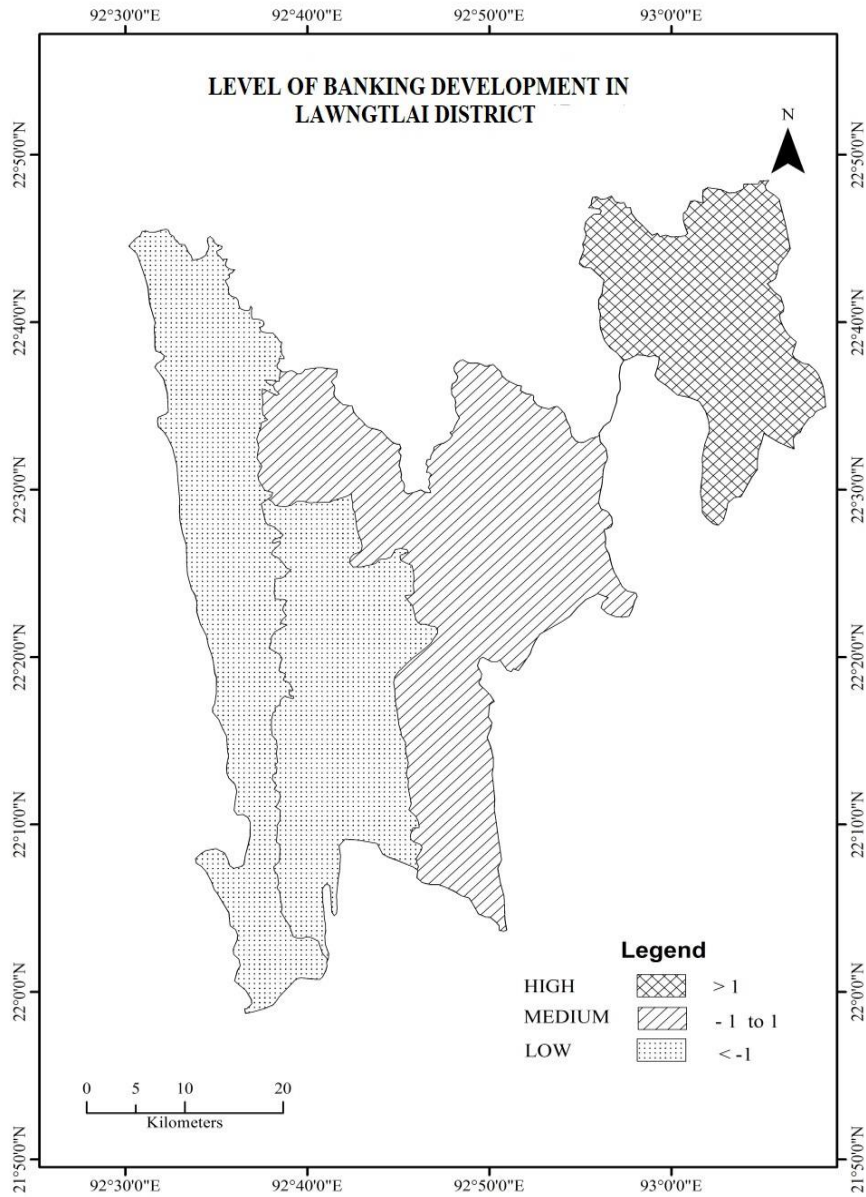 92°30'0"E 92°40'0"E 92°50'0"E 93°0'0"E
LEVEL OF BANKING DEVELOPMENT IN
LAWNGTLAI DISTRICT
N
22°50'0"N 22°50'0"N
22°40'0"N 22°40'0"N
22°30'0"N 22°30'0"N
22°20'0"N 22°20'0"N
22°10'0"N 22°10'0"N
22°0'0"N 22°0'0"N
21°50'0"N 21°50'0"N
Legend
HIGH > 1
MEDIUM - 1 to 1
LOW < -1
0 5 10 20
Kilometers
92°30'0"E 92°40'0"E 92°50'0"E 93°0'0"E